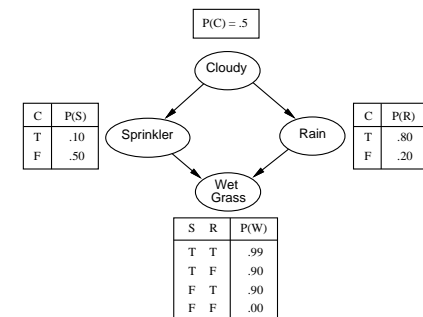 P(C) = .5
Cloudy
C P(S)
T .10
F .50
Sprinkler
Rain
C P(R)
T .80
F .20
Wet
Grass
S R P(W)
T T .99
T F .90
F T .90
F F .00